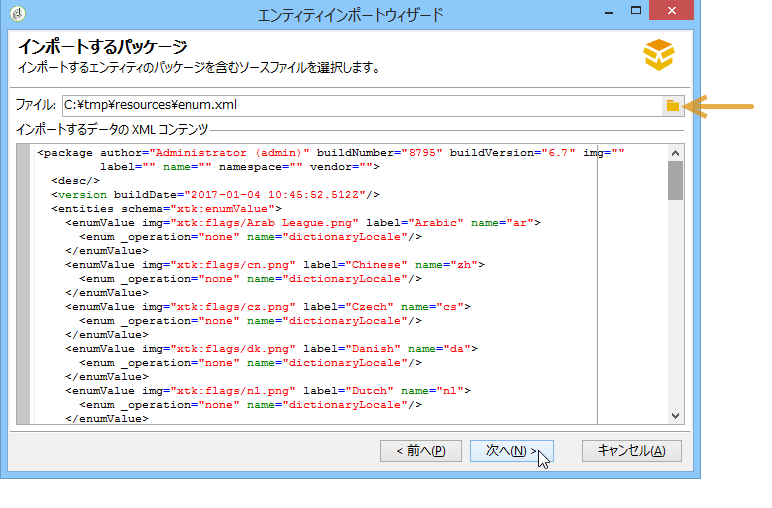 エンティティインポートウィザード
インポートするパッケージ
インポートするエンティティのパッケージを含むソースファイルを選択します。
ファイル: C:¥tmp¥resources¥enum.xml
インポートするデータの XML コンテンツ
<package author="Administrator (admin)" buildNumber="8795" buildVersion="6.7" img=""
label="" name="" namespace="" vendor="">
<desc/>
<version buildDate="2017-01-04 10:45:52.512Z"/>
<entities schema="xtk:enumValue">
<enumValue img="xtk:flags/Arab League.png" label="Arabic" name="ar">
<enum _operation="none" name="dictionaryLocale"/>
</enumValue>
<enumValue img="xtk:flags/cn.png" label="Chinese" name="zh">
<enum _operation="none" name="dictionaryLocale"/>
</enumValue>
<enumValue img="xtk:flags/cz.png" label="Czech" name="cs">
<enum _operation="none" name="dictionaryLocale"/>
</enumValue>
<enumValue img="xtk:flags/dk.png" label="Danish" name="da">
<enum _operation="none" name="dictionaryLocale"/>
</enumValue>
<enumValue img="xtk:flags/nl.png" label="Dutch" name="nl">
<enum _operation="none" name="dictionaryLocale"/>
</enumValue>
< 前へ(P) 次へ(N) > キャンセル(A)